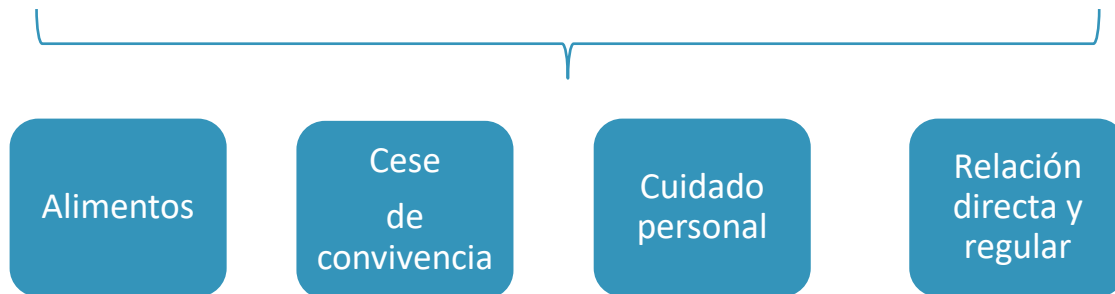 Alimentos
Cese
de
convivencia
Cuidado
personal
Relación
directa y
regular